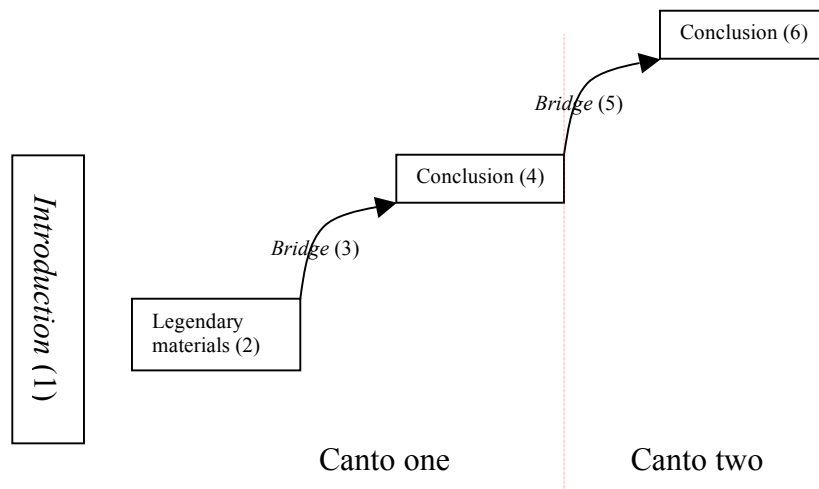 Introduction (1)
Legendary
materials (2)
Bridge (3)
Conclusion (4)
Bridge (5)
Conclusion (6)
Canto one
Canto two